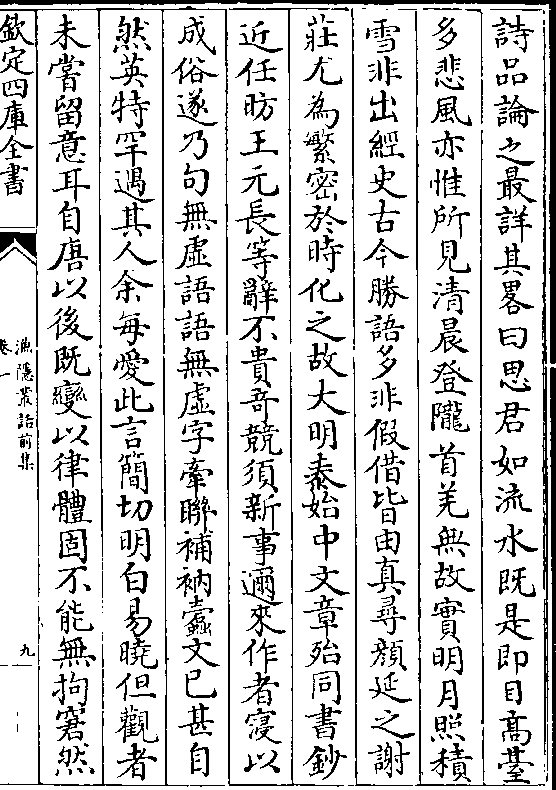 詩品論之最詳其畧曰思君如流水既是即目髙䑓
多悲風亦惟所見清晨登隴首羌無故實明月照積
雪非出經史古今勝語多非假借皆由真尋顔延之謝
莊尤為繁密於時化之故大明泰始中文章殆同書鈔
近任昉王元長等辭不貴竒競須新事邇來作者寖以
成俗遂乃句無虛語語無虛字牽聨補衲蠧文已甚自
然英特罕遇其人余每愛此言簡切明白易曉但觀者
未嘗留意耳自唐以後既變以律體固不能無拘窘然
欽定四庫全書
漁隱叢話前集
卷一
九